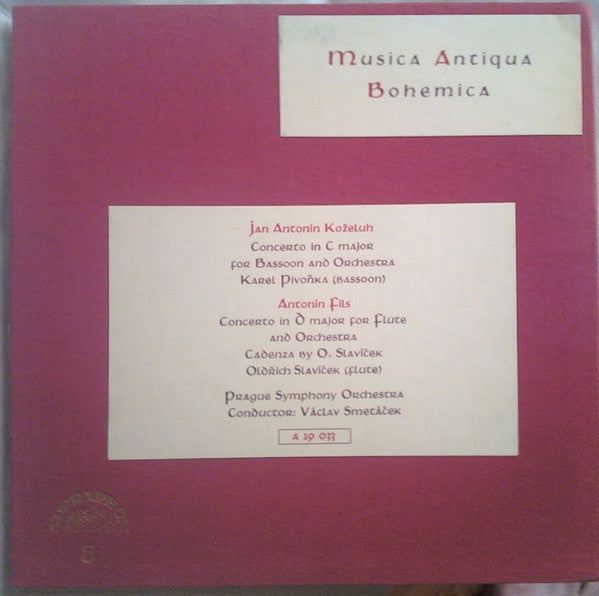 Musica Antiqua
Bohemica
Jan Antonín Koželuh
Concerto in C major
for Bassoon and Orchestra
Karel Pivoňka (bassoon)
Antonín Fils
Concerto in D major for Flute
and Orchestra
Cadenza by O. Slavíček
Oldřich Slavíček (flute)
Prague Symphony Orchestra
Conductor: Václav Smetáček
A 19 033
SUPRAPHON
6